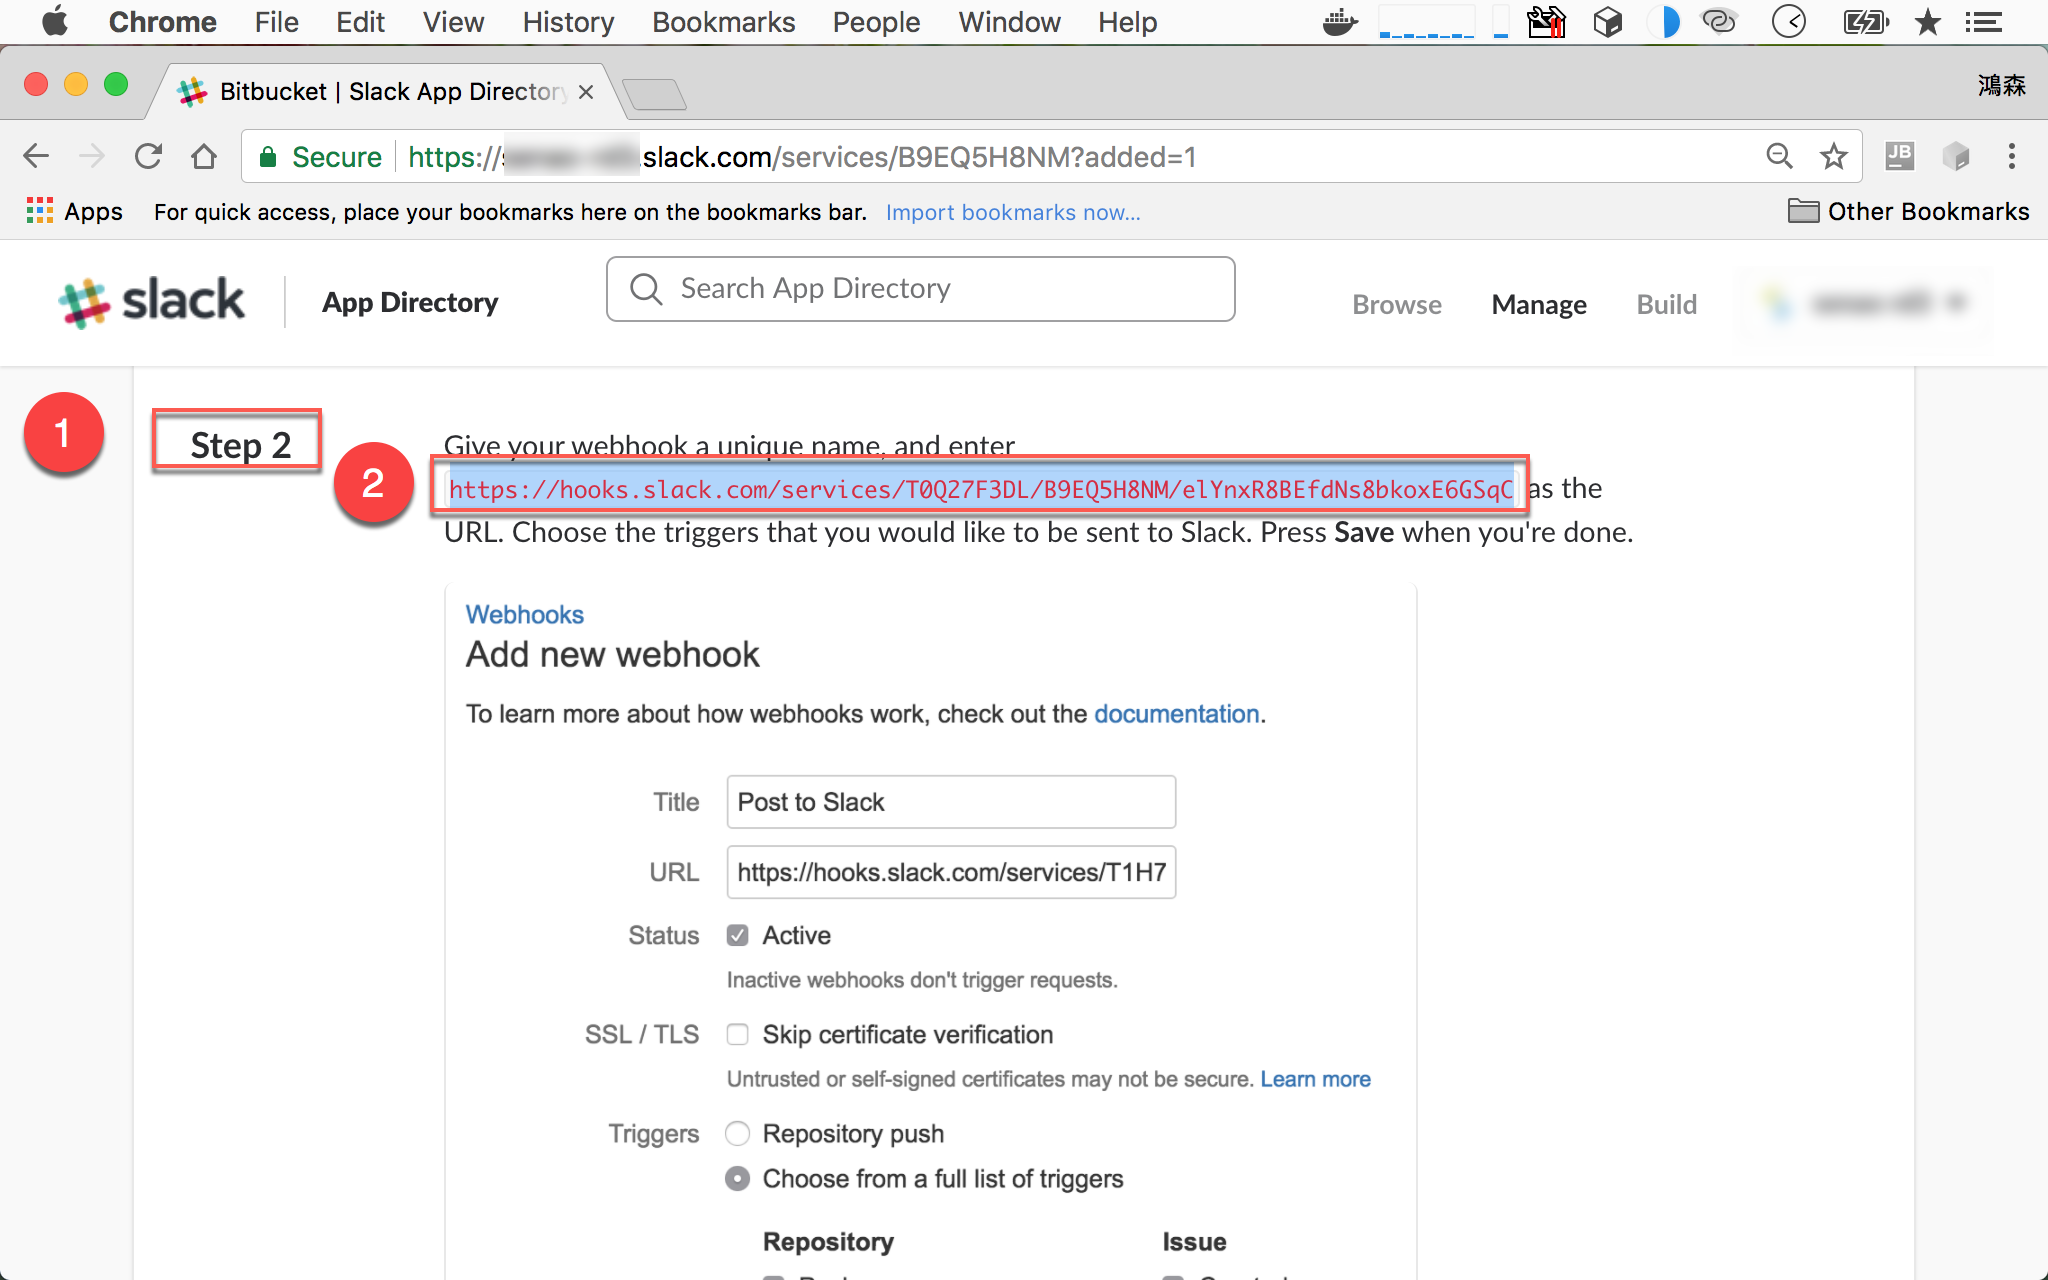 Chrome File Edit View History Bookmarks People Window Help
Bitbucket | Slack App Directory
鴻森
Secure https:// .slack.com/services/B9EQ5H8NM?added=1
JB
Apps For quick access, place your bookmarks here on the bookmarks bar. Import bookmarks now... Other Bookmarks
slack App Directory Search App Directory Browse Manage Build
1 Step 2 Give your webhook a unique name, and enter
2 https://hooks.slack.com/services/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 as the
URL. Choose the triggers that you would like to be sent to Slack. Press Save when you're done.
Webhooks
Add new webhook
To learn more about how webhooks work, check out the documentation.
Title Post to Slack
URL https://hooks.slack.com/services/T1H7
Status Active
Inactive webhooks don't trigger requests.
SSL / TLS Skip certificate verification
Untrusted or self-signed certificates may not be secure. Learn more
Triggers Repository push
Choose from a full list of triggers
Repository Issue